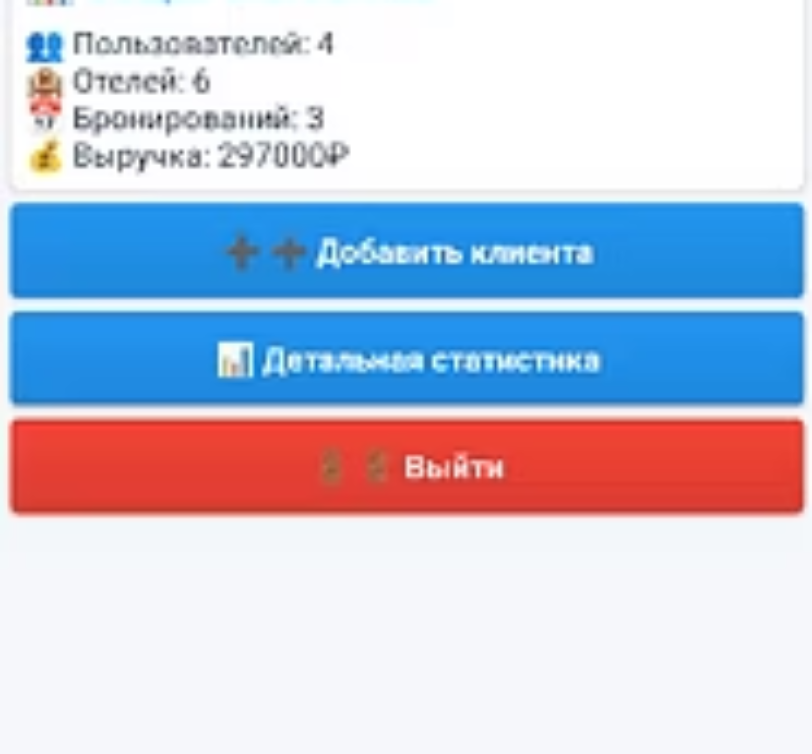 👥 Пользователей: 4
🏨 Отелей: 6
📅 Бронирований: 3
💰 Выручка: 297000₽
➕ ➕ Добавить клиента
📊 Детальная статистика
🚪 🚪 Выйти